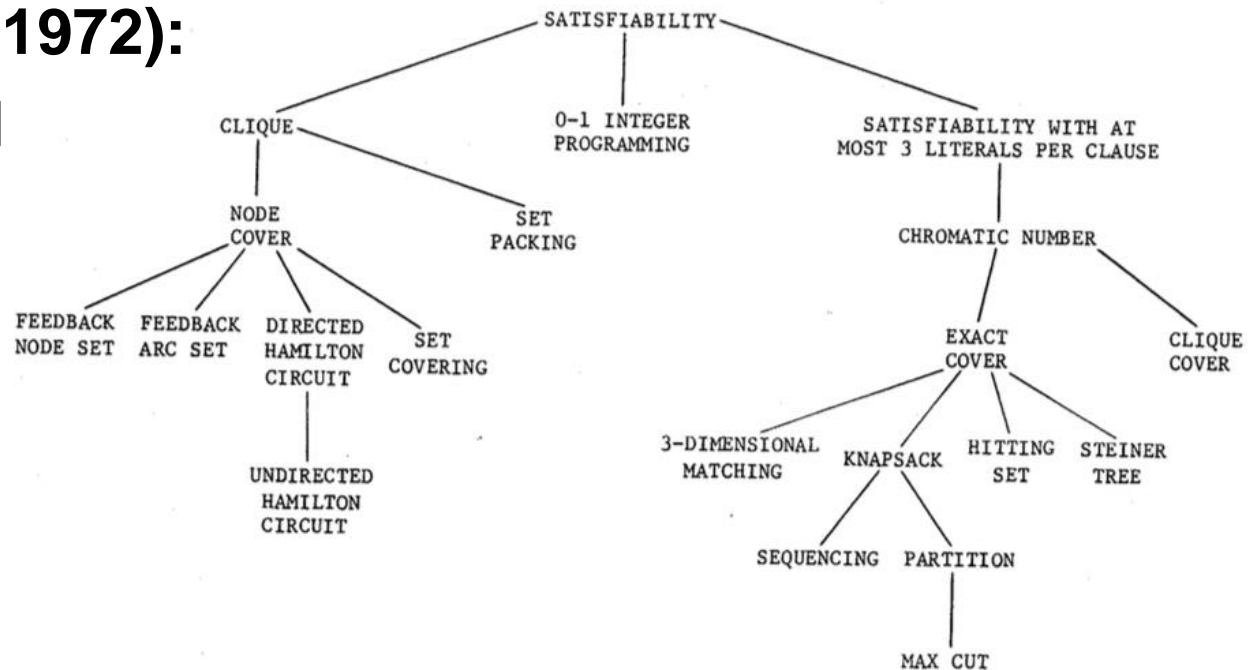 1972):
SATISFIABILITY
CLIQUE
0-1 INTEGER
PROGRAMMING
SATISFIABILITY WITH AT
MOST 3 LITERALS PER CLAUSE
NODE
COVER
SET
PACKING
CHROMATIC NUMBER
FEEDBACK
NODE SET
FEEDBACK
ARC SET
DIRECTED
HAMILTON
CIRCUIT
SET
COVERING
EXACT
COVER
CLIQUE
COVER
3-DIMENSIONAL
MATCHING
KNAPSACK
HITTING
SET
STEINER
TREE
UNDIRECTED
HAMILTON
CIRCUIT
SEQUENCING
PARTITION
MAX CUT